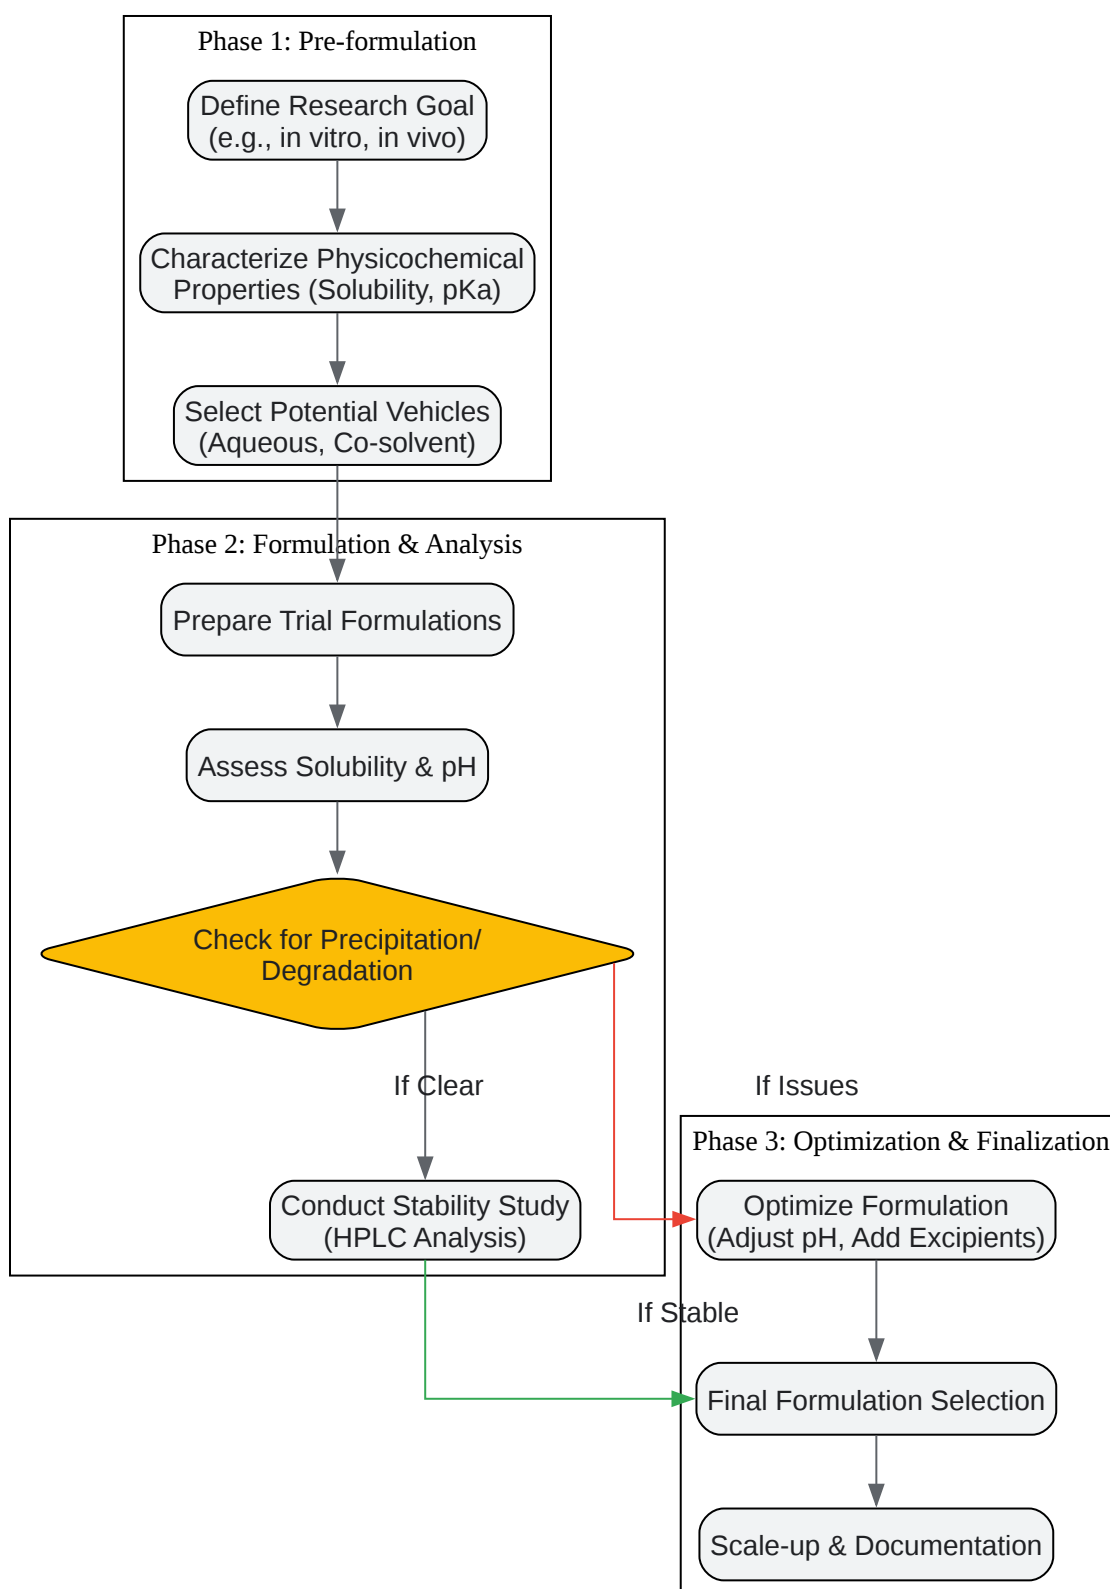 Phase 1: Pre-formulation
Define Research Goal
(e.g., in vitro, in vivo)
Characterize Physicochemical
Properties (Solubility, pKa)
Select Potential Vehicles
(Aqueous, Co-solvent)
Phase 2: Formulation & Analysis
Prepare Trial Formulations
Assess Solubility & pH
Check for Precipitation/
Degradation
If Clear
If Issues
Conduct Stability Study
(HPLC Analysis)
Phase 3: Optimization & Finalization
Optimize Formulation
(Adjust pH, Add Excipients)
If Stable
Final Formulation Selection
Scale-up & Documentation